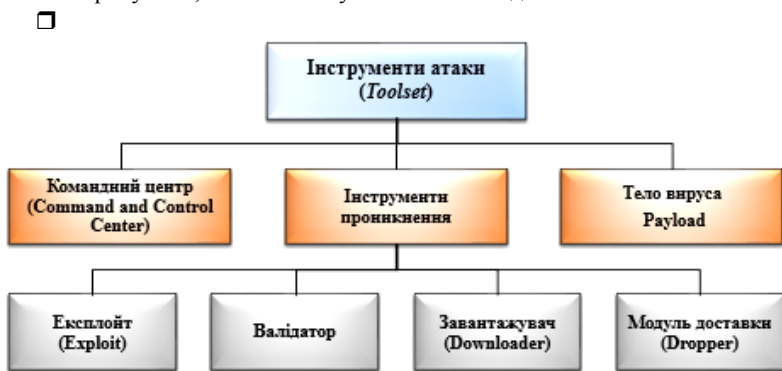 Інструменти атаки
(Toolset)
Командний центр
(Command and Control
Center)
Інструменти
проникнення
Тело вируса
Payload
Експлойт
(Exploit)
Валідатор
Завантажувач
(Downloader)
Модуль доставки
(Dropper)